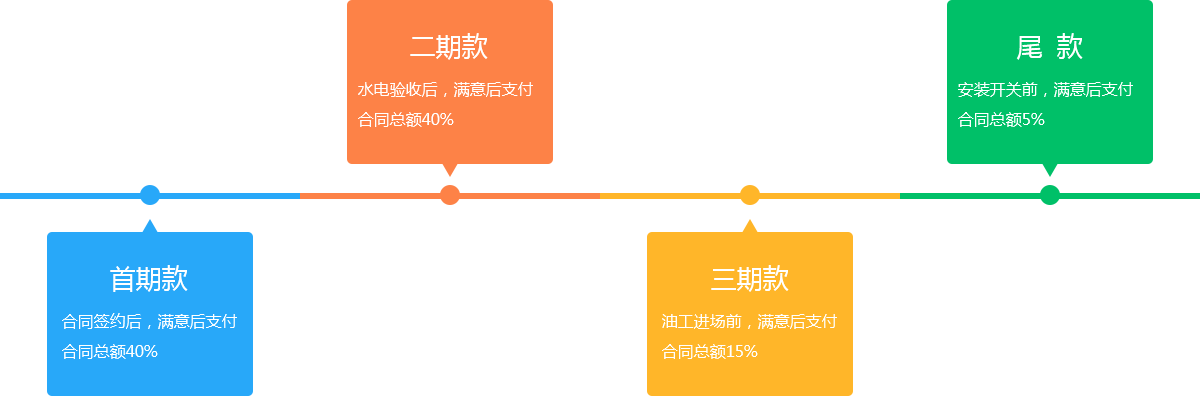 首期款
合同签约后，满意后支付
合同总额40%
二期款
水电验收后，满意后支付
合同总额40%
三期款
油工进场前，满意后支付
合同总额15%
尾 款
安装开关前，满意后支付
合同总额5%